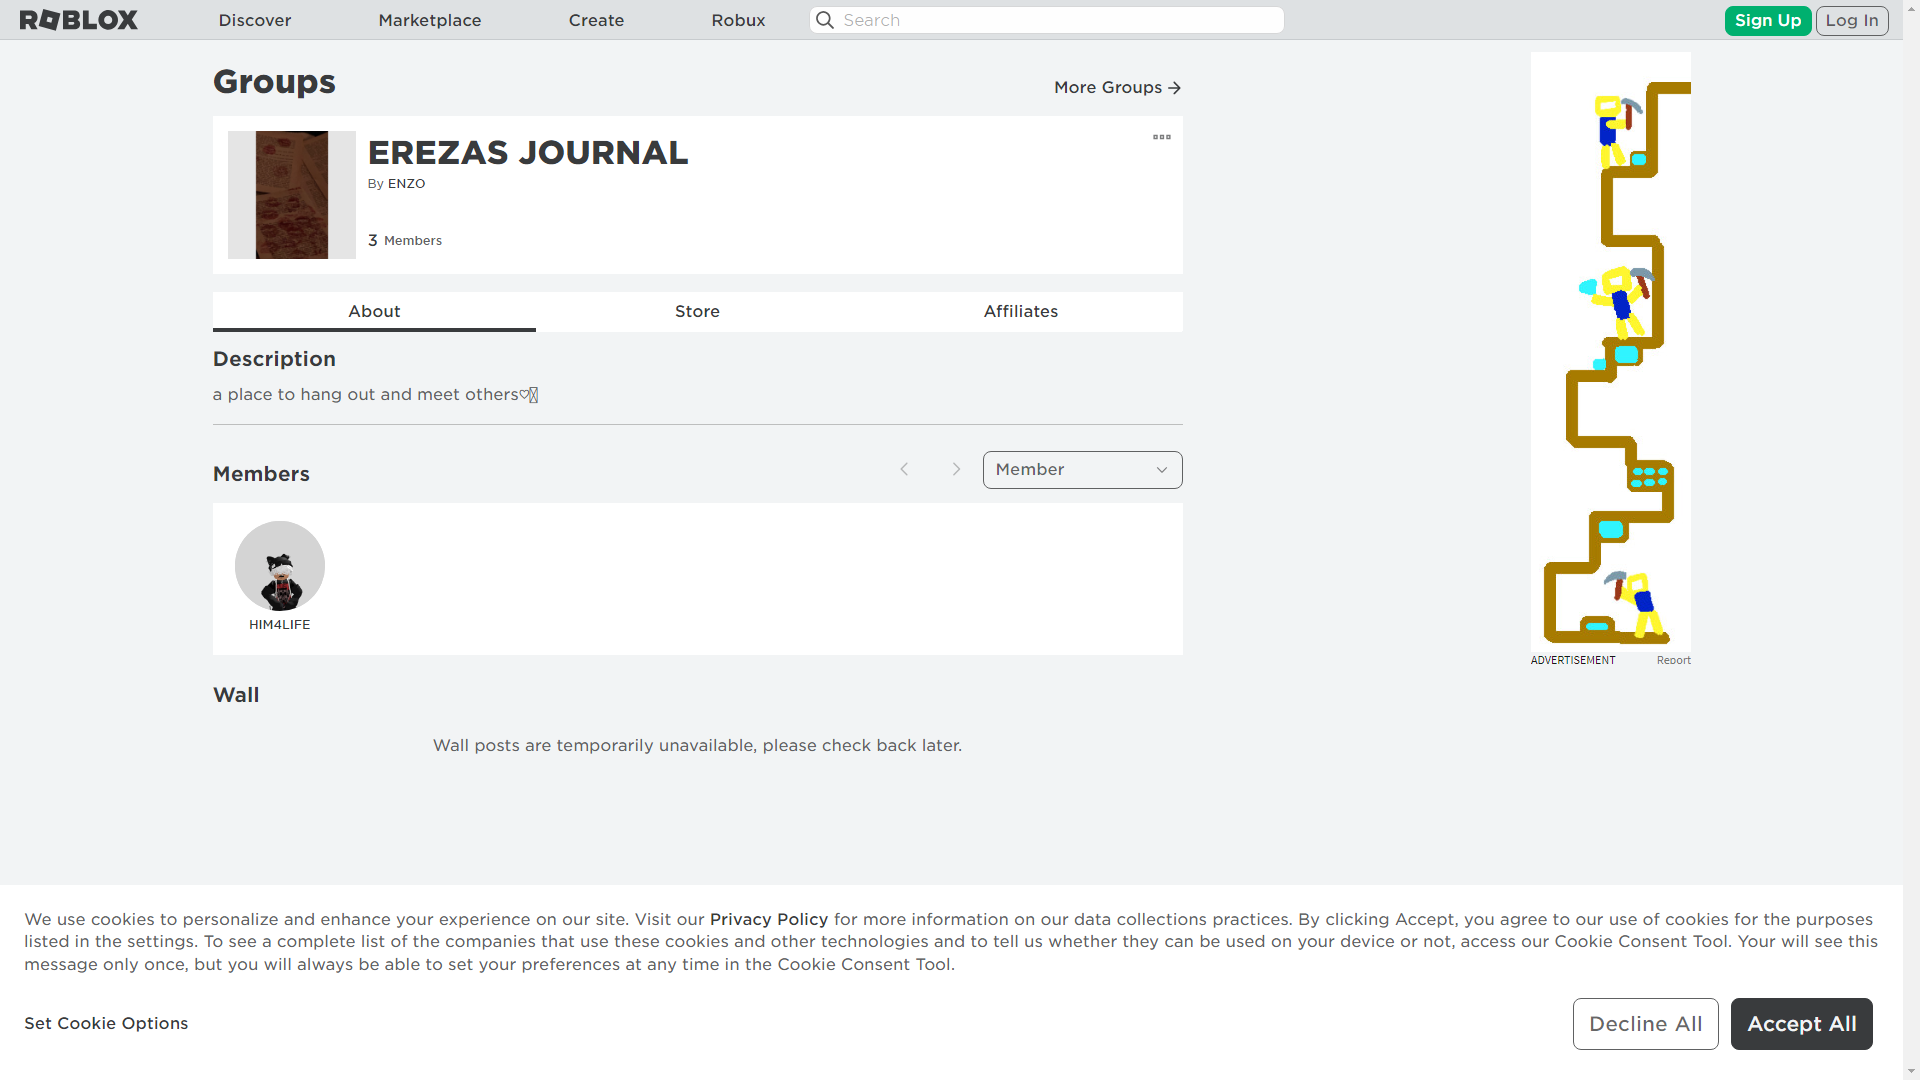 ROBLOX Discover Marketplace Create Robux Search Sign Up Log In
Groups
More Groups
EREZAS JOURNAL
By ENZO
3 Members
About Store Affiliates
Description
a place to hang out and meet others♡
Members
Member
HIM4LIFE
Wall
Wall posts are temporarily unavailable, please check back later.
ADVERTISEMENT Report
We use cookies to personalize and enhance your experience on our site. Visit our Privacy Policy for more information on our data collections practices. By clicking Accept, you agree to our use of cookies for the purposes
listed in the settings. To see a complete list of the companies that use these cookies and other technologies and to tell us whether they can be used on your device or not, access our Cookie Consent Tool. Your will see this
message only once, but you will always be able to set your preferences at any time in the Cookie Consent Tool.
Set Cookie Options
Decline All
Accept All